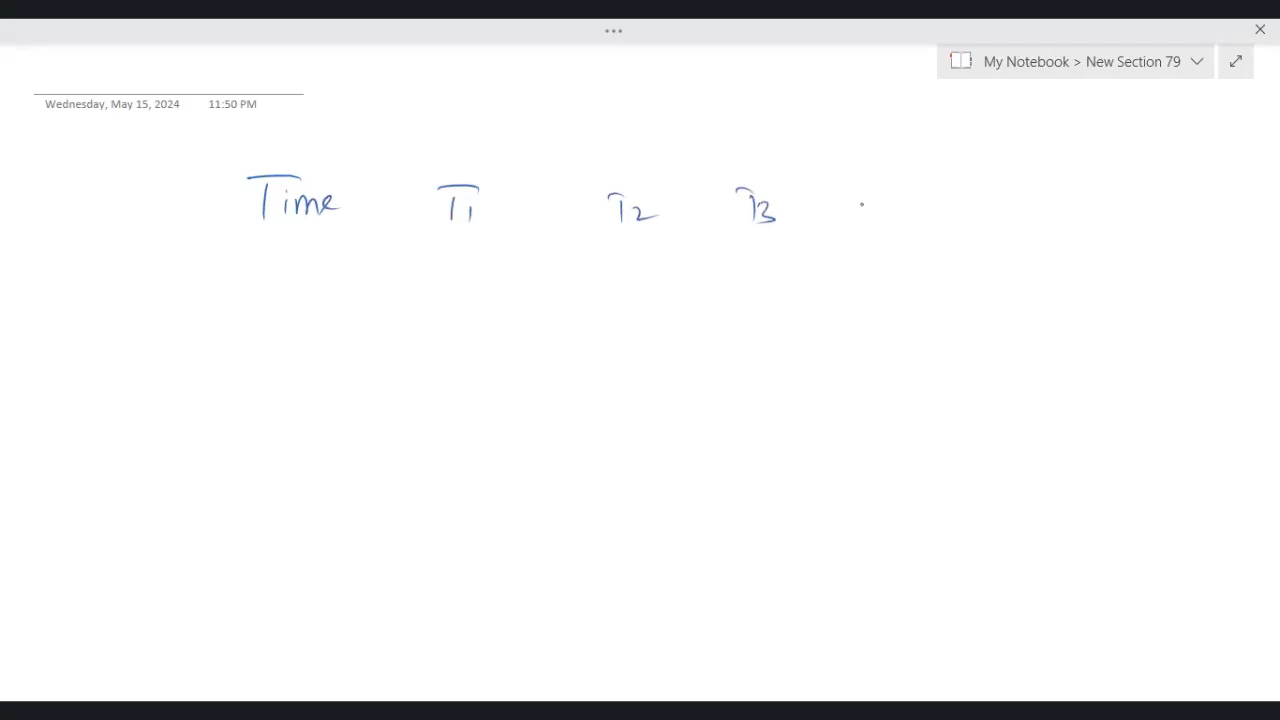 ...
My Notebook > New Section 79
Wednesday, May 15, 2024 11:50 PM
Time T1 T2 T3